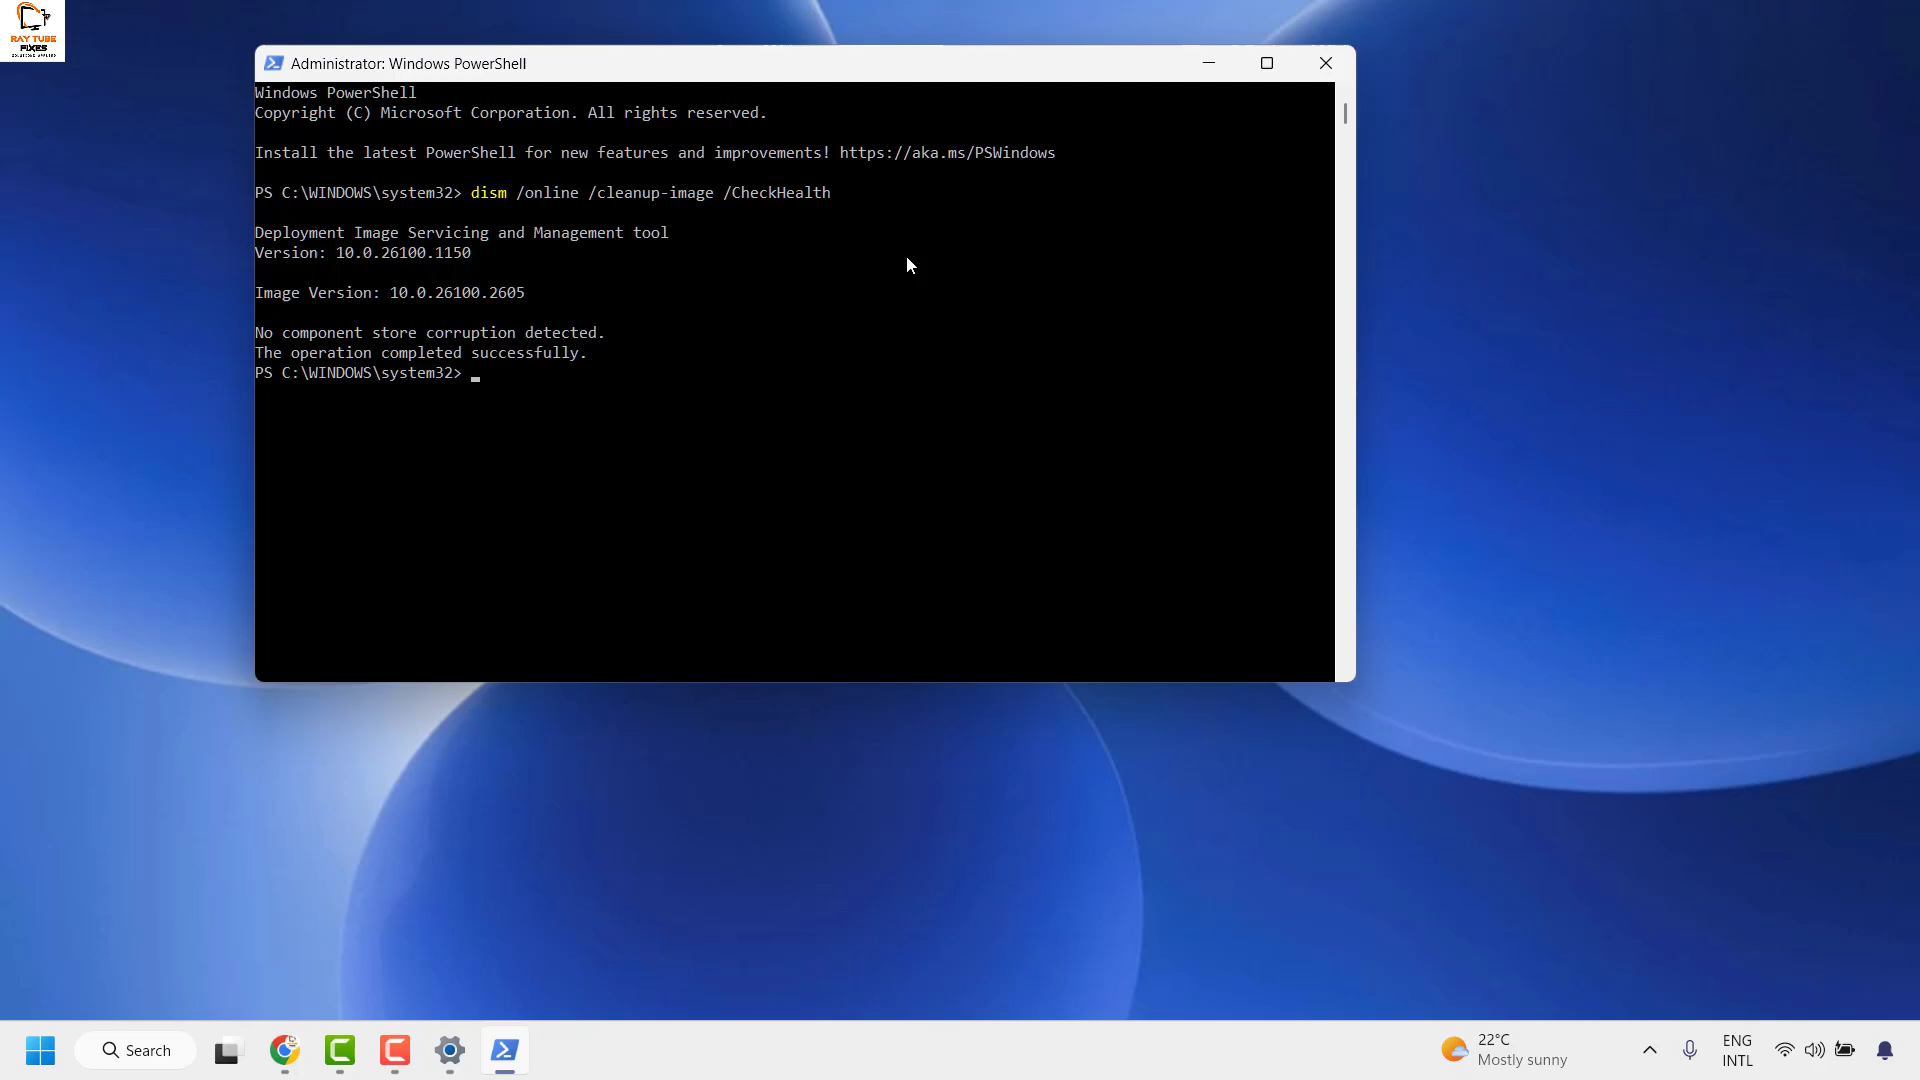 RAY TUBE
FIXES
Administrator: Windows PowerShell
Windows PowerShell
Copyright (C) Microsoft Corporation. All rights reserved.
Install the latest PowerShell for new features and improvements! https://aka.ms/PSWindows
PS C:\WINDOWS\system32> dism /online /cleanup-image /CheckHealth
Deployment Image Servicing and Management tool
Version: 10.0.26100.1150
Image Version: 10.0.26100.2605
No component store corruption detected.
The operation completed successfully.
PS C:\WINDOWS\system32>
Search
22°C
Mostly sunny
ENG
INTL